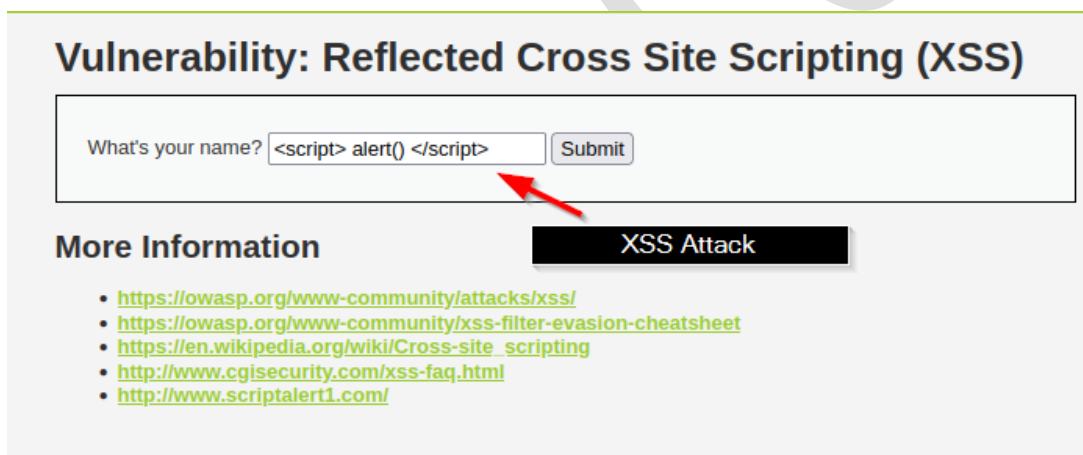 Vulnerability: Reflected Cross Site Scripting (XSS)
What's your name? <script> alert() </script> Submit
More Information
XSS Attack
• https://owasp.org/www-community/attacks/xss/
• https://owasp.org/www-community/xss-filter-evasion-cheatsheet
• https://en.wikipedia.org/wiki/Cross-site_scripting
• http://www.cgisecurity.com/xss-faq.html
• http://www.scriptalert1.com/